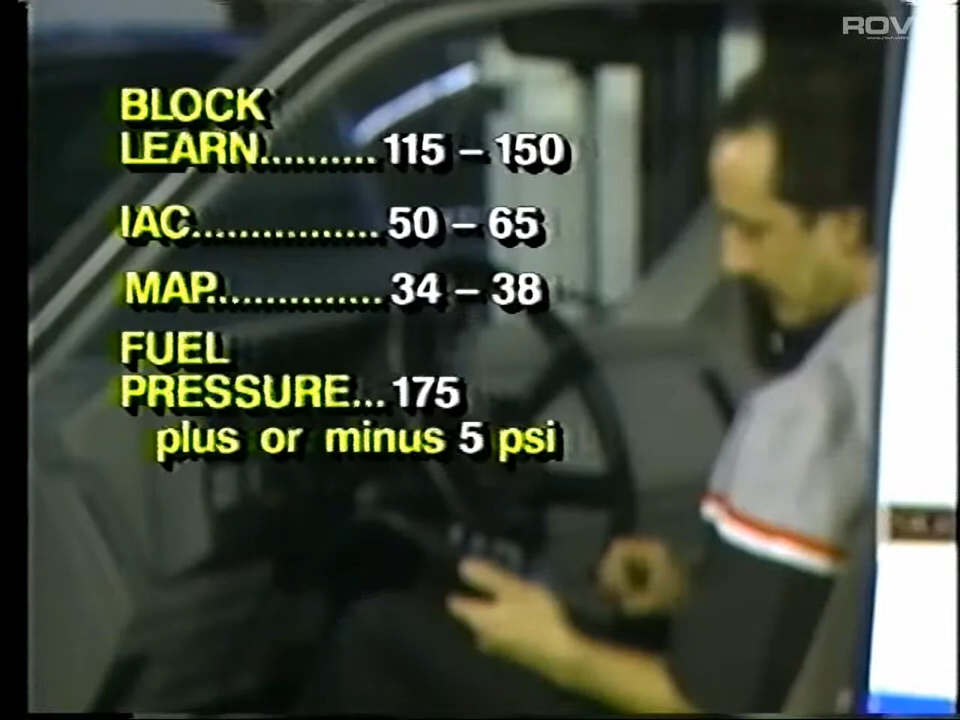 ROV
BLOCK
LEARN..........115 – 150
IAC................50 – 65
MAP...............34 – 38
FUEL
PRESSURE...175
plus or minus 5 psi